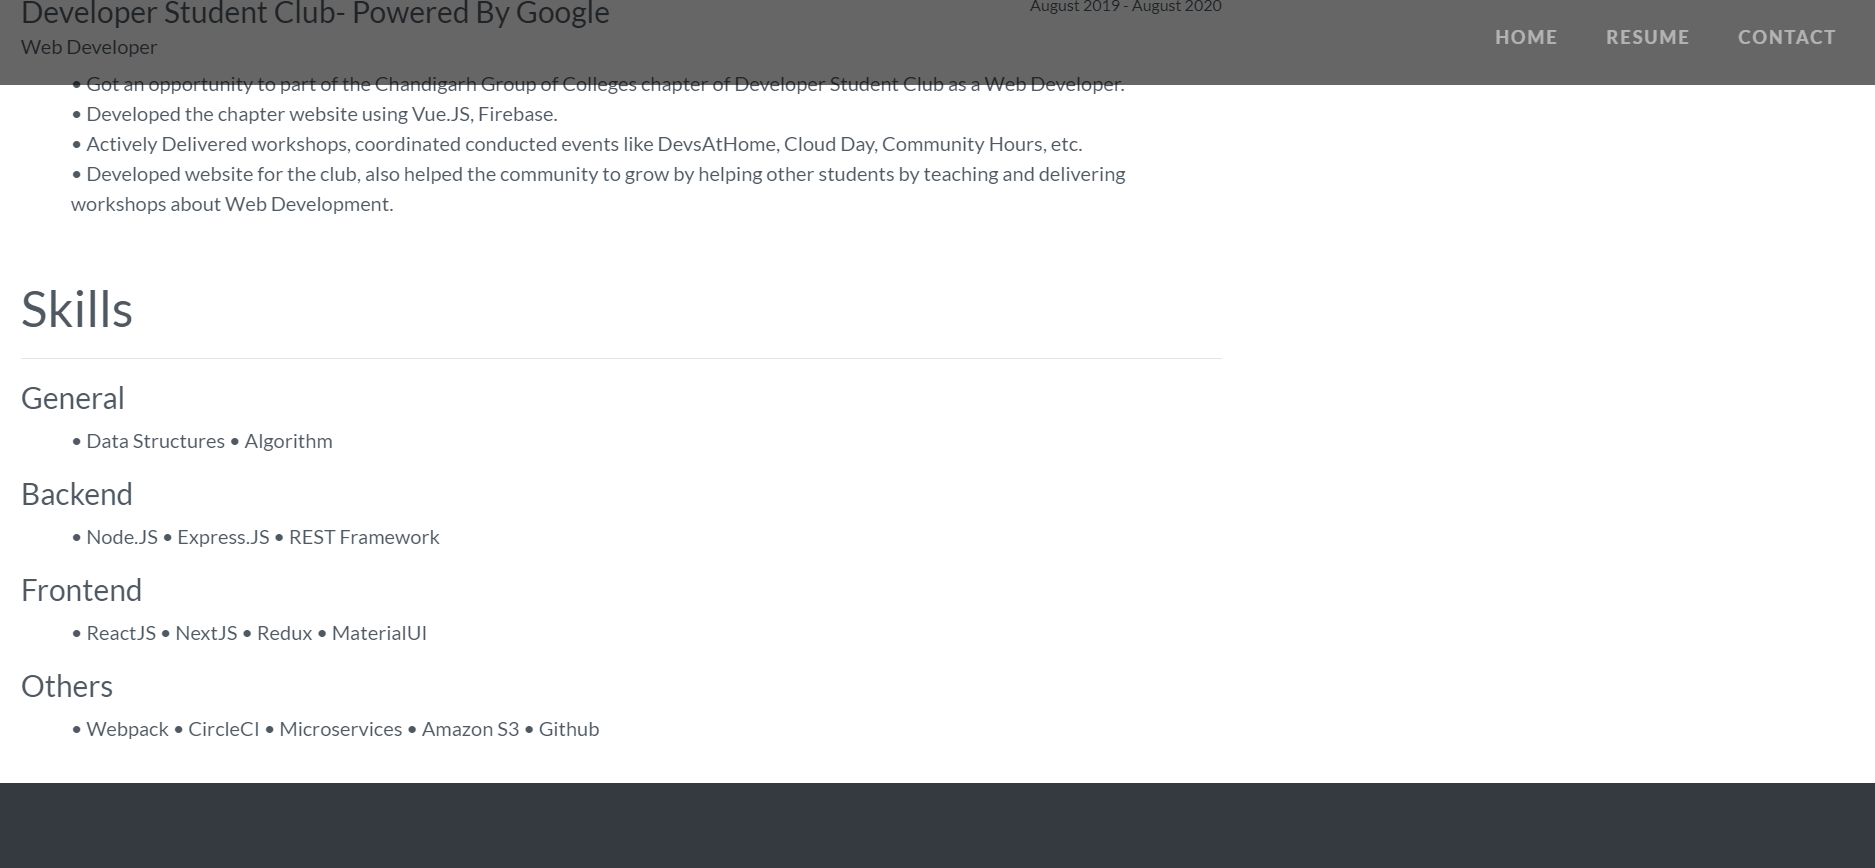 Developer Student Club- Powered By Google
August 2019 - August 2020
Web Developer
HOME RESUME CONTACT
• Got an opportunity to part of the Chandigarh Group of Colleges chapter of Developer Student Club as a Web Developer.
• Developed the chapter website using Vue.JS, Firebase.
• Actively Delivered workshops, coordinated conducted events like DevsAtHome, Cloud Day, Community Hours, etc.
• Developed website for the club, also helped the community to grow by helping other students by teaching and delivering
workshops about Web Development.
Skills
General
• Data Structures • Algorithm
Backend
• Node.JS • Express.JS • REST Framework
Frontend
• ReactJS • NextJS • Redux • MaterialUI
Others
• Webpack • CircleCI • Microservices • Amazon S3 • Github